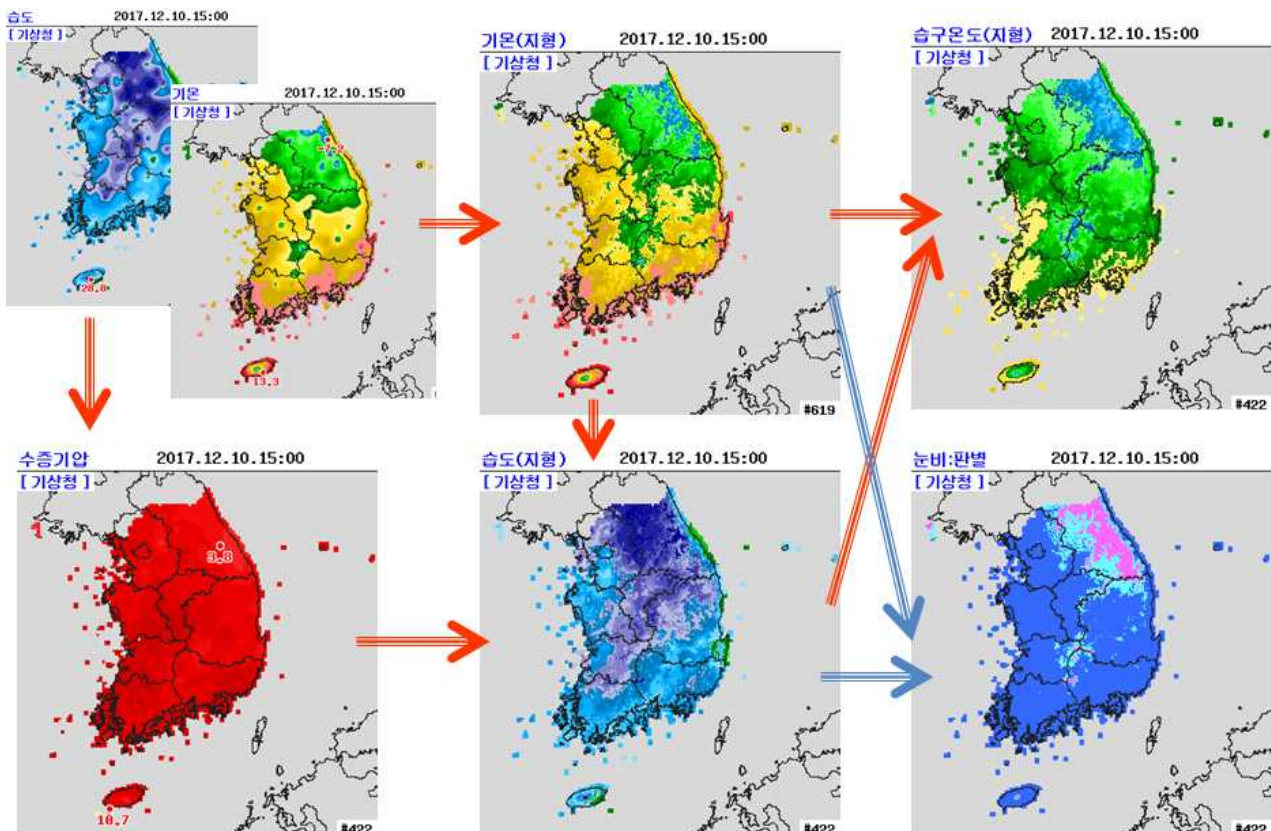 습도 2017.12.10.15:00
[ 기상청 ]
28.8
기온 2017.12.10.15:00
[ 기상청 ]
-7.2
13.3
기온(지형) 2017.12.10.15:00
[ 기상청 ]
#619
습구온도(지형) 2017.12.10.15:00
[ 기상청 ]
#422
수증기압 2017.12.10.15:00
[ 기상청 ]
3.8
10.7
#422
습도(지형) 2017.12.10.15:00
[ 기상청 ]
#422
눈비:판별 2017.12.10.15:00
[ 기상청 ]
#422